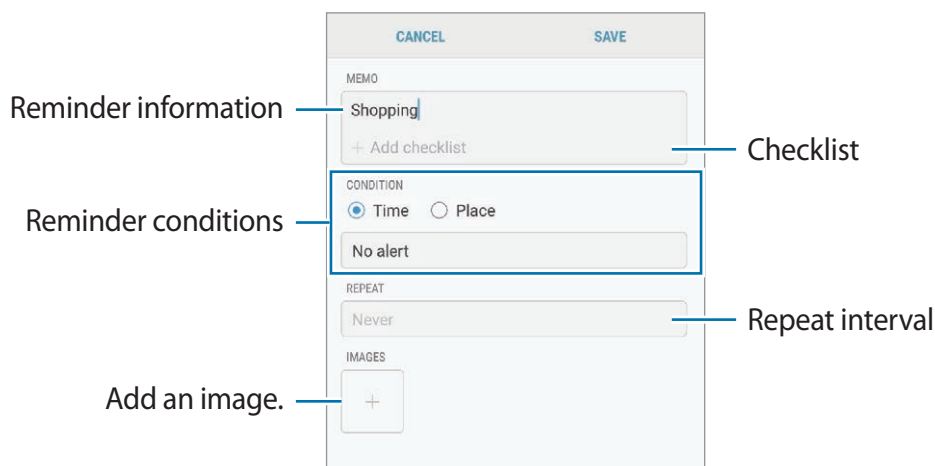 CANCEL SAVE
MEMO
Reminder information
Shopping
+ Add checklist
Checklist
CONDITION
Reminder conditions
Time Place
No alert
REPEAT
Never
Repeat interval
IMAGES
Add an image.
+